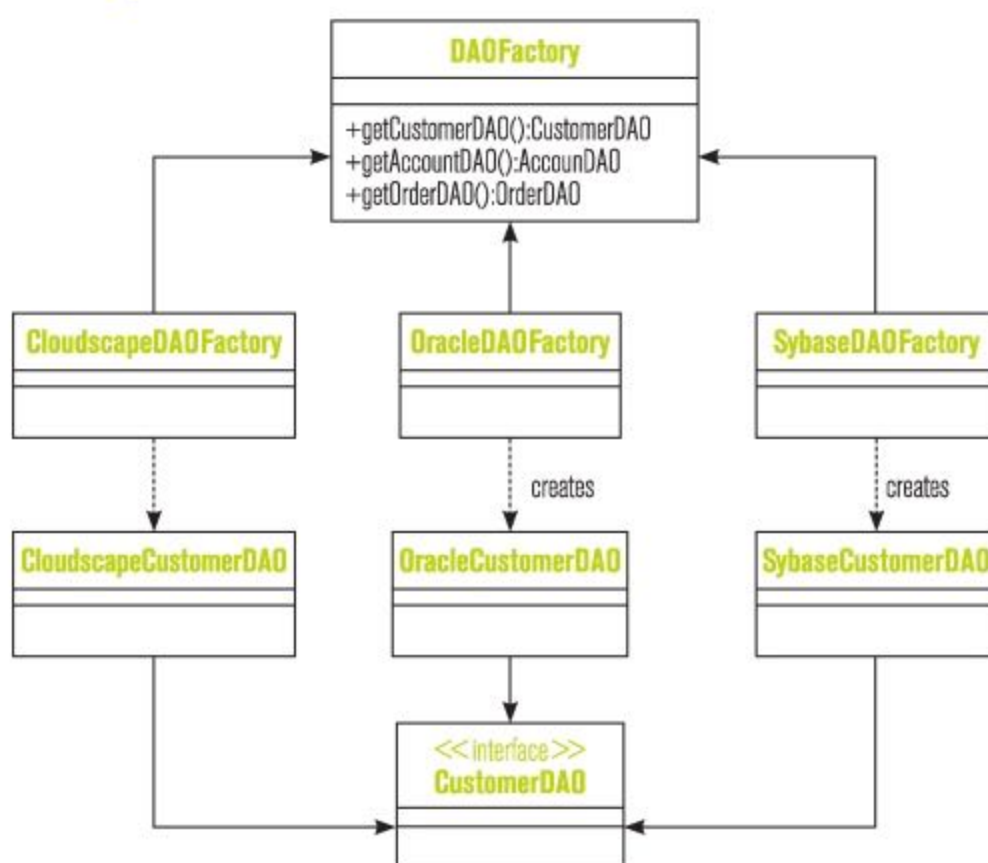 DAOFactory
+getCustomerDAO():CustomerDAO
+getAccountDAO():AccounDAO
+getOrderDAO():OrderDAO
CloudscapeDAOFactory
OracleDAOFactory
SybaseDAOFactory
creates
creates
CloudscapeCustomerDAO
OracleCustomerDAO
SybaseCustomerDAO
<<interface>>
CustomerDAO